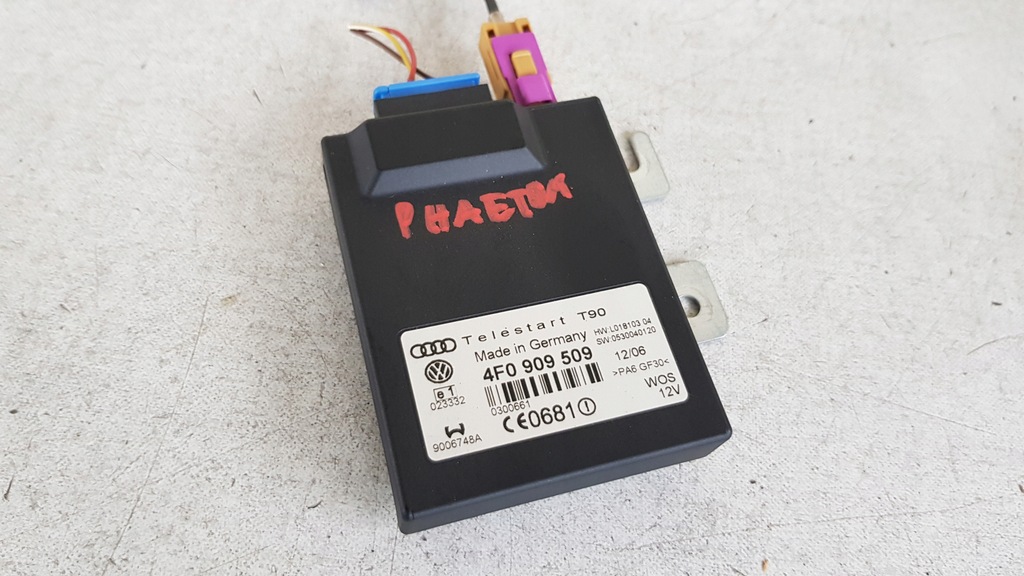 PHAETON
Telestart T90
Made in Germany
HW:L018103 04
SW:0530040120
4F0 909 509
12/06
>PA6 GF30<
e1
023332
0300661
WOS
12V
CE0681
9006748A